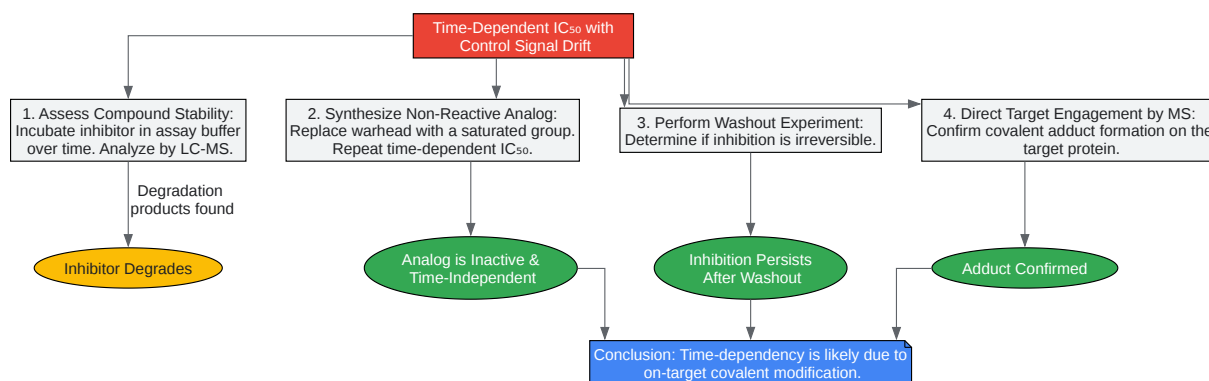 Time-Dependent IC₅₀ with
Control Signal Drift
1. Assess Compound Stability:
Incubate inhibitor in assay buffer
over time. Analyze by LC-MS.
2. Synthesize Non-Reactive Analog:
Replace warhead with a saturated group.
Repeat time-dependent IC₅₀.
3. Perform Washout Experiment:
Determine if inhibition is irreversible.
4. Direct Target Engagement by MS:
Confirm covalent adduct formation on the
target protein.
Degradation
products found
Inhibitor Degrades
Analog is Inactive &
Time-Independent
Inhibition Persists
After Washout
Adduct Confirmed
Conclusion: Time-dependency is likely due to
on-target covalent modification.